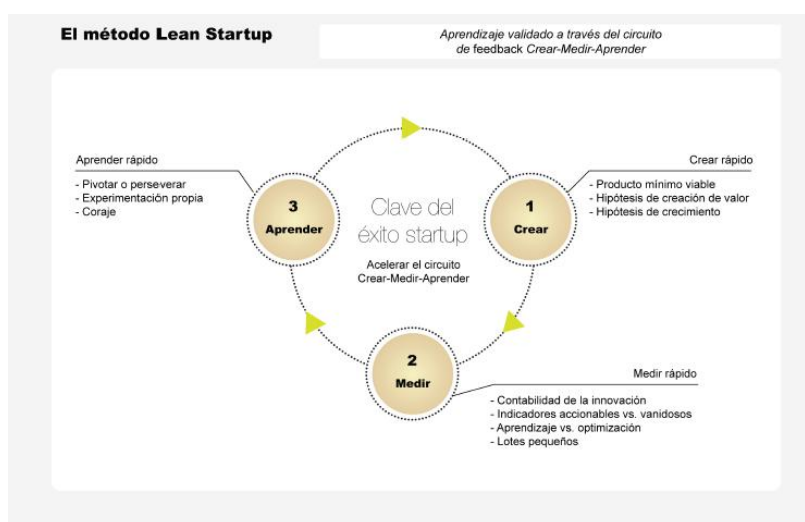 El método Lean Startup
Aprendizaje validado a través del circuito
de feedback Crear-Medir-Aprender
Aprender rápido
- Pivotar o perseverar
- Experimentación propia
- Coraje
3
Aprender
Clave del
éxito startup
Acelerar el circuito
Crear-Medir-Aprender
1
Crear
Crear rápido
- Producto mínimo viable
- Hipótesis de creación de valor
- Hipótesis de crecimiento
2
Medir
Medir rápido
- Contabilidad de la innovación
- Indicadores accionables vs. vanidosos
- Aprendizaje vs. optimización
- Lotes pequeños